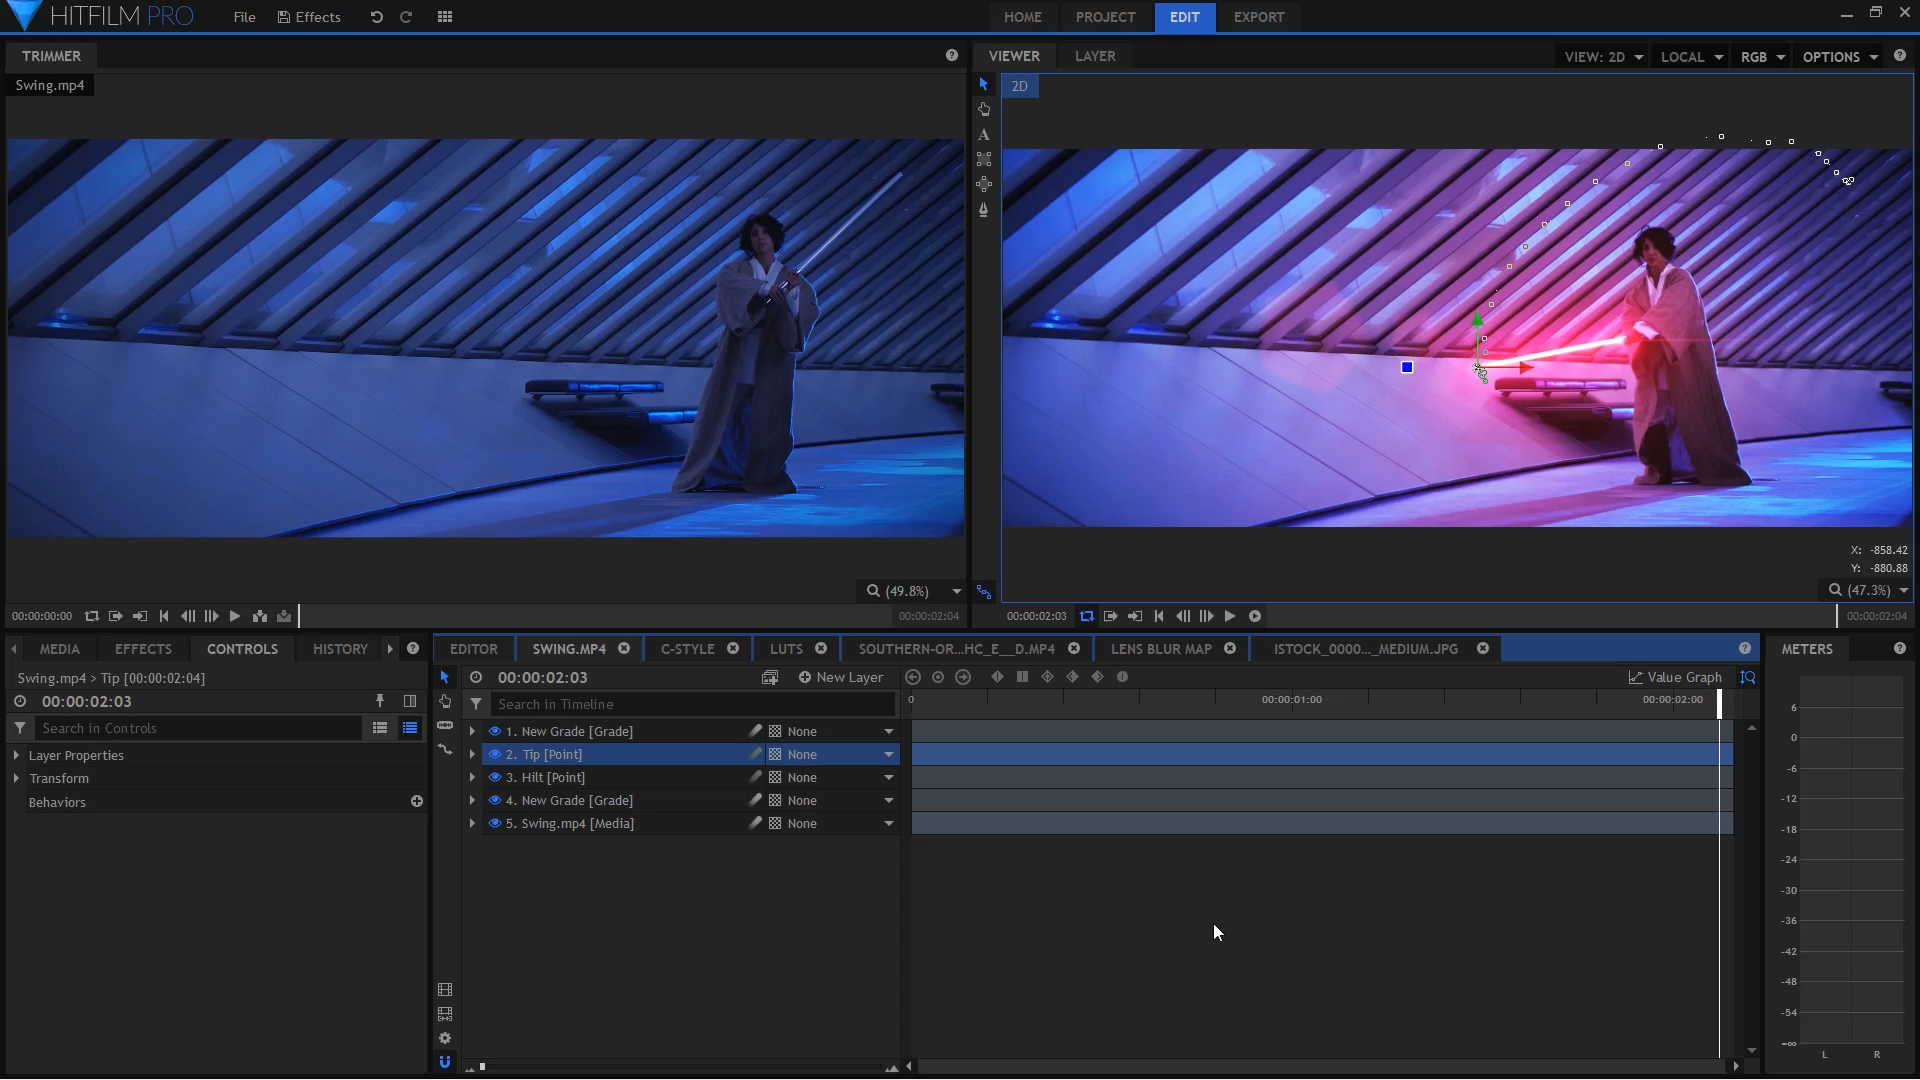 HITFILM PRO
File
Effects
HOME
PROJECT
EDIT
EXPORT
TRIMMER
Swing.mp4
VIEWER
LAYER
VIEW: 2D
LOCAL
RGB
OPTIONS
2D
A
X: -858.42
Y: -880.88
(49.8%)
(47.3%)
00:00:00:00
00:00:02:04
00:00:02:03
00:00:02:04
MEDIA
EFFECTS
CONTROLS
HISTORY
Swing.mp4 > Tip [00:00:02:04]
00:00:02:03
Search in Controls
Layer Properties
Transform
Behaviors
EDITOR
SWING.MP4
C-STYLE
LUTS
SOUTHERN-OR...HC_E__D.MP4
LENS BLUR MAP
ISTOCK_0000..._MEDIUM.JPG
00:00:02:03
New Layer
Value Graph
Search in Timeline
0
00:00:01:00
00:00:02:00
1. New Grade [Grade] None
2. Tip [Point] None
3. Hilt [Point] None
4. New Grade [Grade] None
5. Swing.mp4 [Media] None
METERS
6
0
-6
-12
-18
-24
-30
-36
-42
-48
-54
-∞
L R